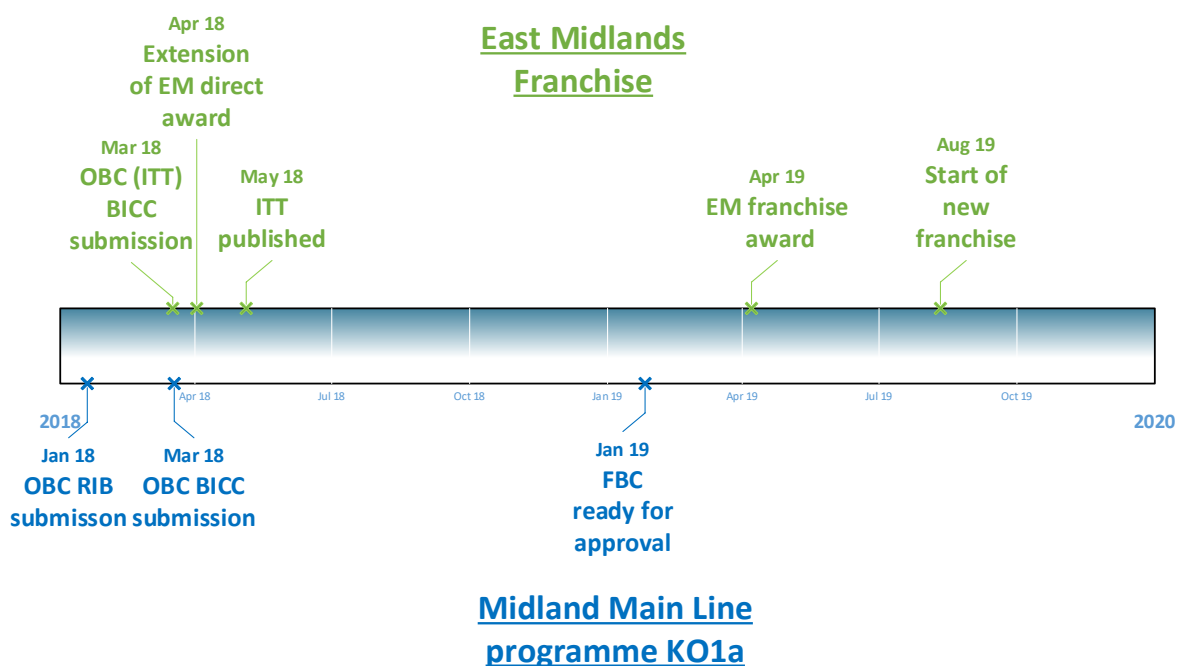 East Midlands
Franchise
Apr 18
Extension
of EM direct
award
Mar 18
OBC (ITT)
BICC
submission
May 18
ITT
published
Apr 19
EM franchise
award
Aug 19
Start of
new
franchise
Apr 18
Jul 18
Oct 18
Jan 19
Apr 19
Jul 19
Oct 19
2018
2020
Jan 18
OBC RIB
submisson
Mar 18
OBC BICC
submission
Jan 19
FBC
ready for
approval
Midland Main Line
programme KO1a